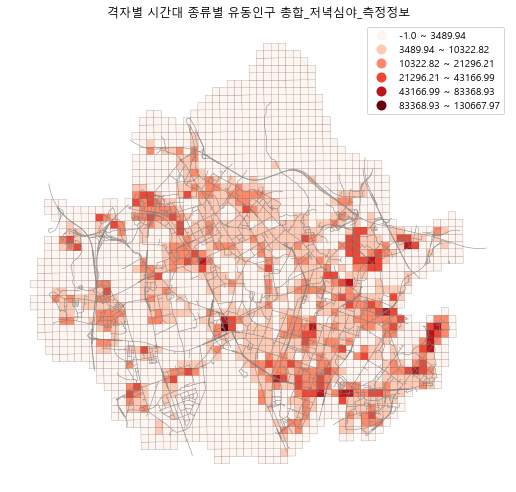 격자별 시간대 종류별 유동인구 총합_저녁심야_측정정보
-1.0 ~ 3489.94
3489.94 ~ 10322.82
10322.82 ~ 21296.21
21296.21 ~ 43166.99
43166.99 ~ 83368.93
83368.93 ~ 130667.97